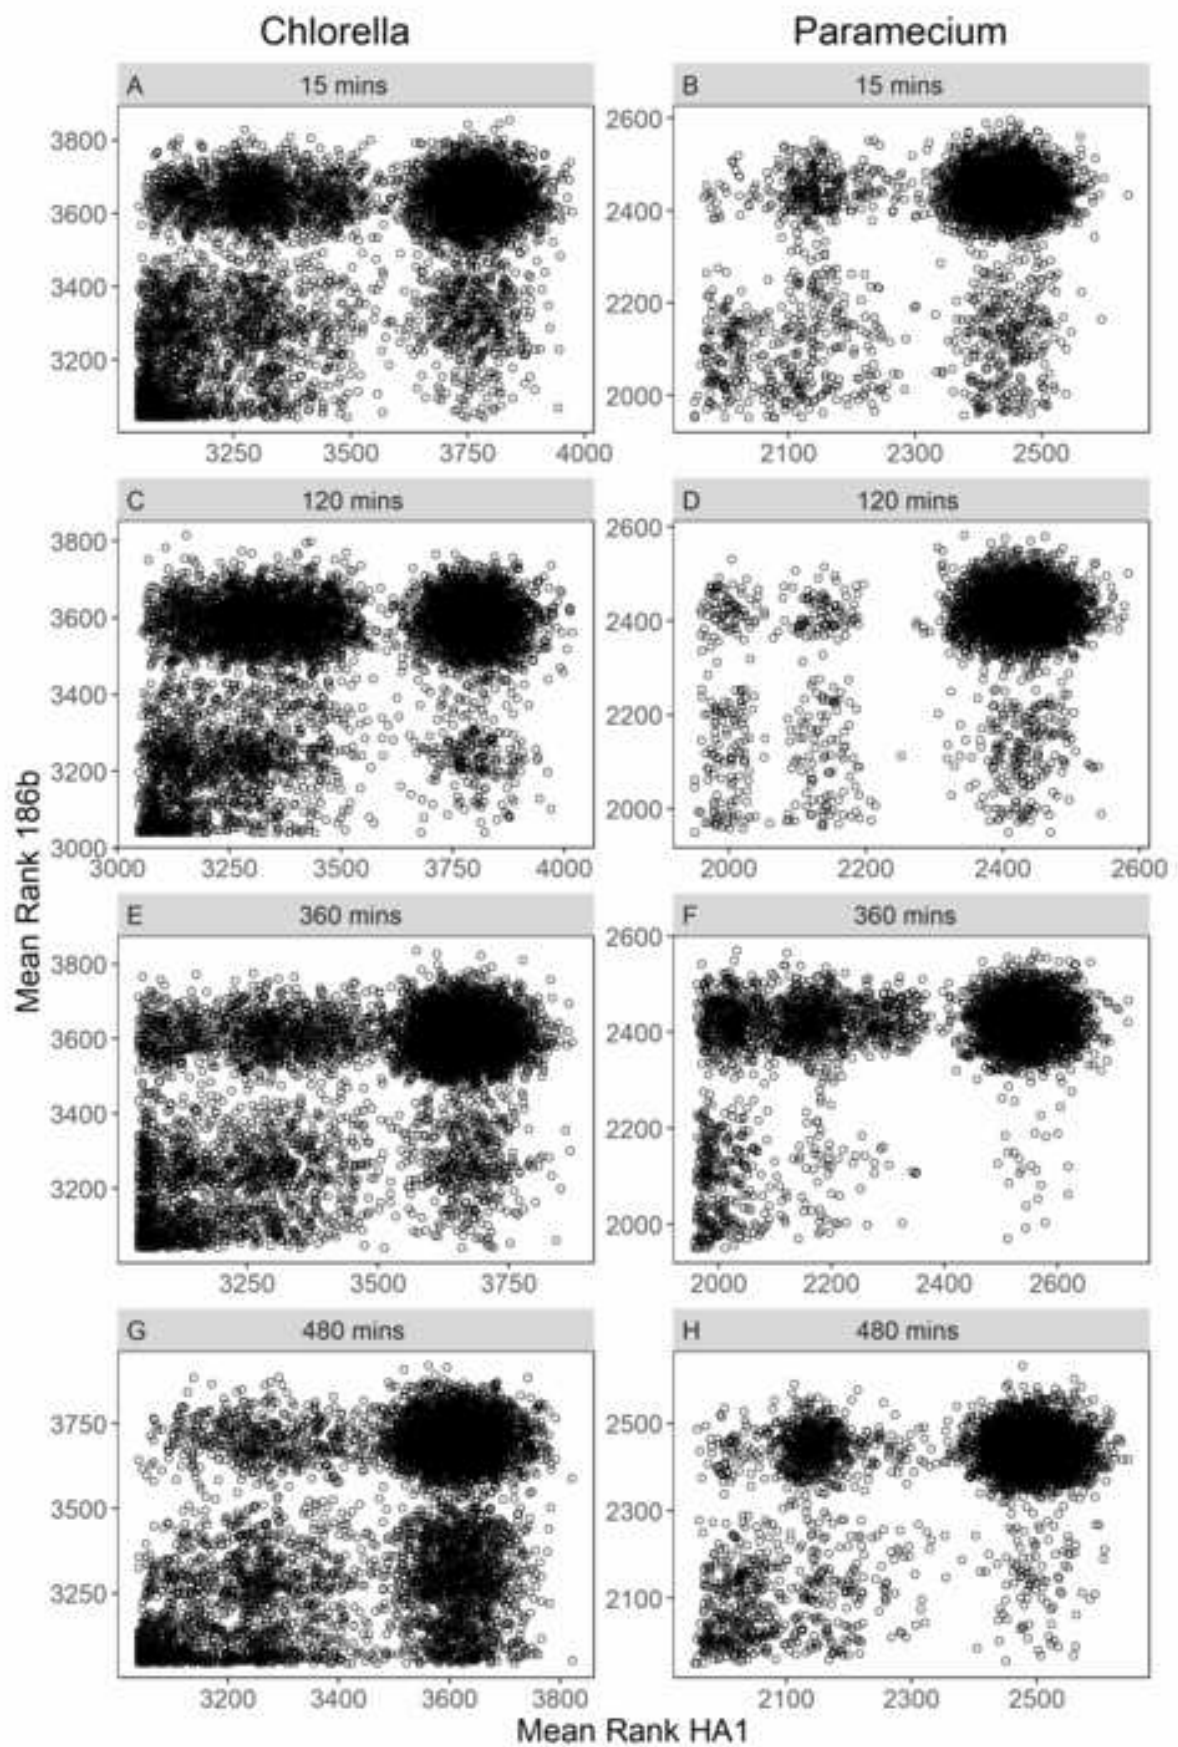 Chlorella Paramecium
A 15 mins B 15 mins
3800 2600
3600 2400
3400 2200
3200 2000
3250 3500 3750 4000 2100 2300 2500
C 120 mins D 120 mins
3800 2600
3600 2400
3400 2200
3200 2000
3000
3000 3250 3500 3750 4000 2000 2200 2400 2600
E 360 mins F 360 mins
3800 2600
3600 2400
3400 2200
3200 2000
3250 3500 3750 2000 2200 2400 2600
G 480 mins H 480 mins
3750 2500
3500 2300
3250 2100
3200 3400 3600 3800 2100 2300 2500
Mean Rank 186b
Mean Rank HA1